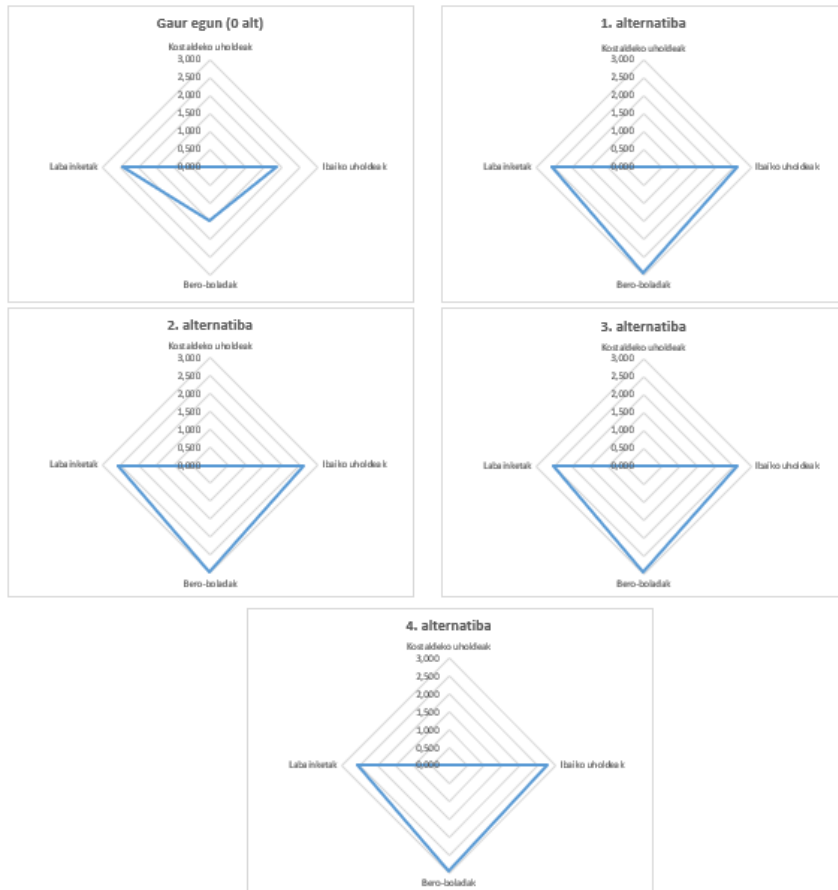 Gaur egun (0 alt)
Kostaldeko uholdeak
3,000
2,500
2,000
1,500
1,000
0,500
0,000
Labainketak
Ibaiko uholdeak
Bero-boladak
1. alternatiba
Kostaldeko uholdeak
3,000
2,500
2,000
1,500
1,000
0,500
0,000
Labainketak
Ibaiko uholdeak
Bero-boladak
2. alternatiba
Kostaldeko uholdeak
3,000
2,500
2,000
1,500
1,000
0,500
0,000
Labainketak
Ibaiko uholdeak
Bero-boladak
3. alternatiba
Kostaldeko uholdeak
3,000
2,500
2,000
1,500
1,000
0,500
0,000
Labainketak
Ibaiko uholdeak
Bero-boladak
4. alternatiba
Kostaldeko uholdeak
3,000
2,500
2,000
1,500
1,000
0,500
0,000
Labainketak
Ibaiko uholdeak
Bero-boladak